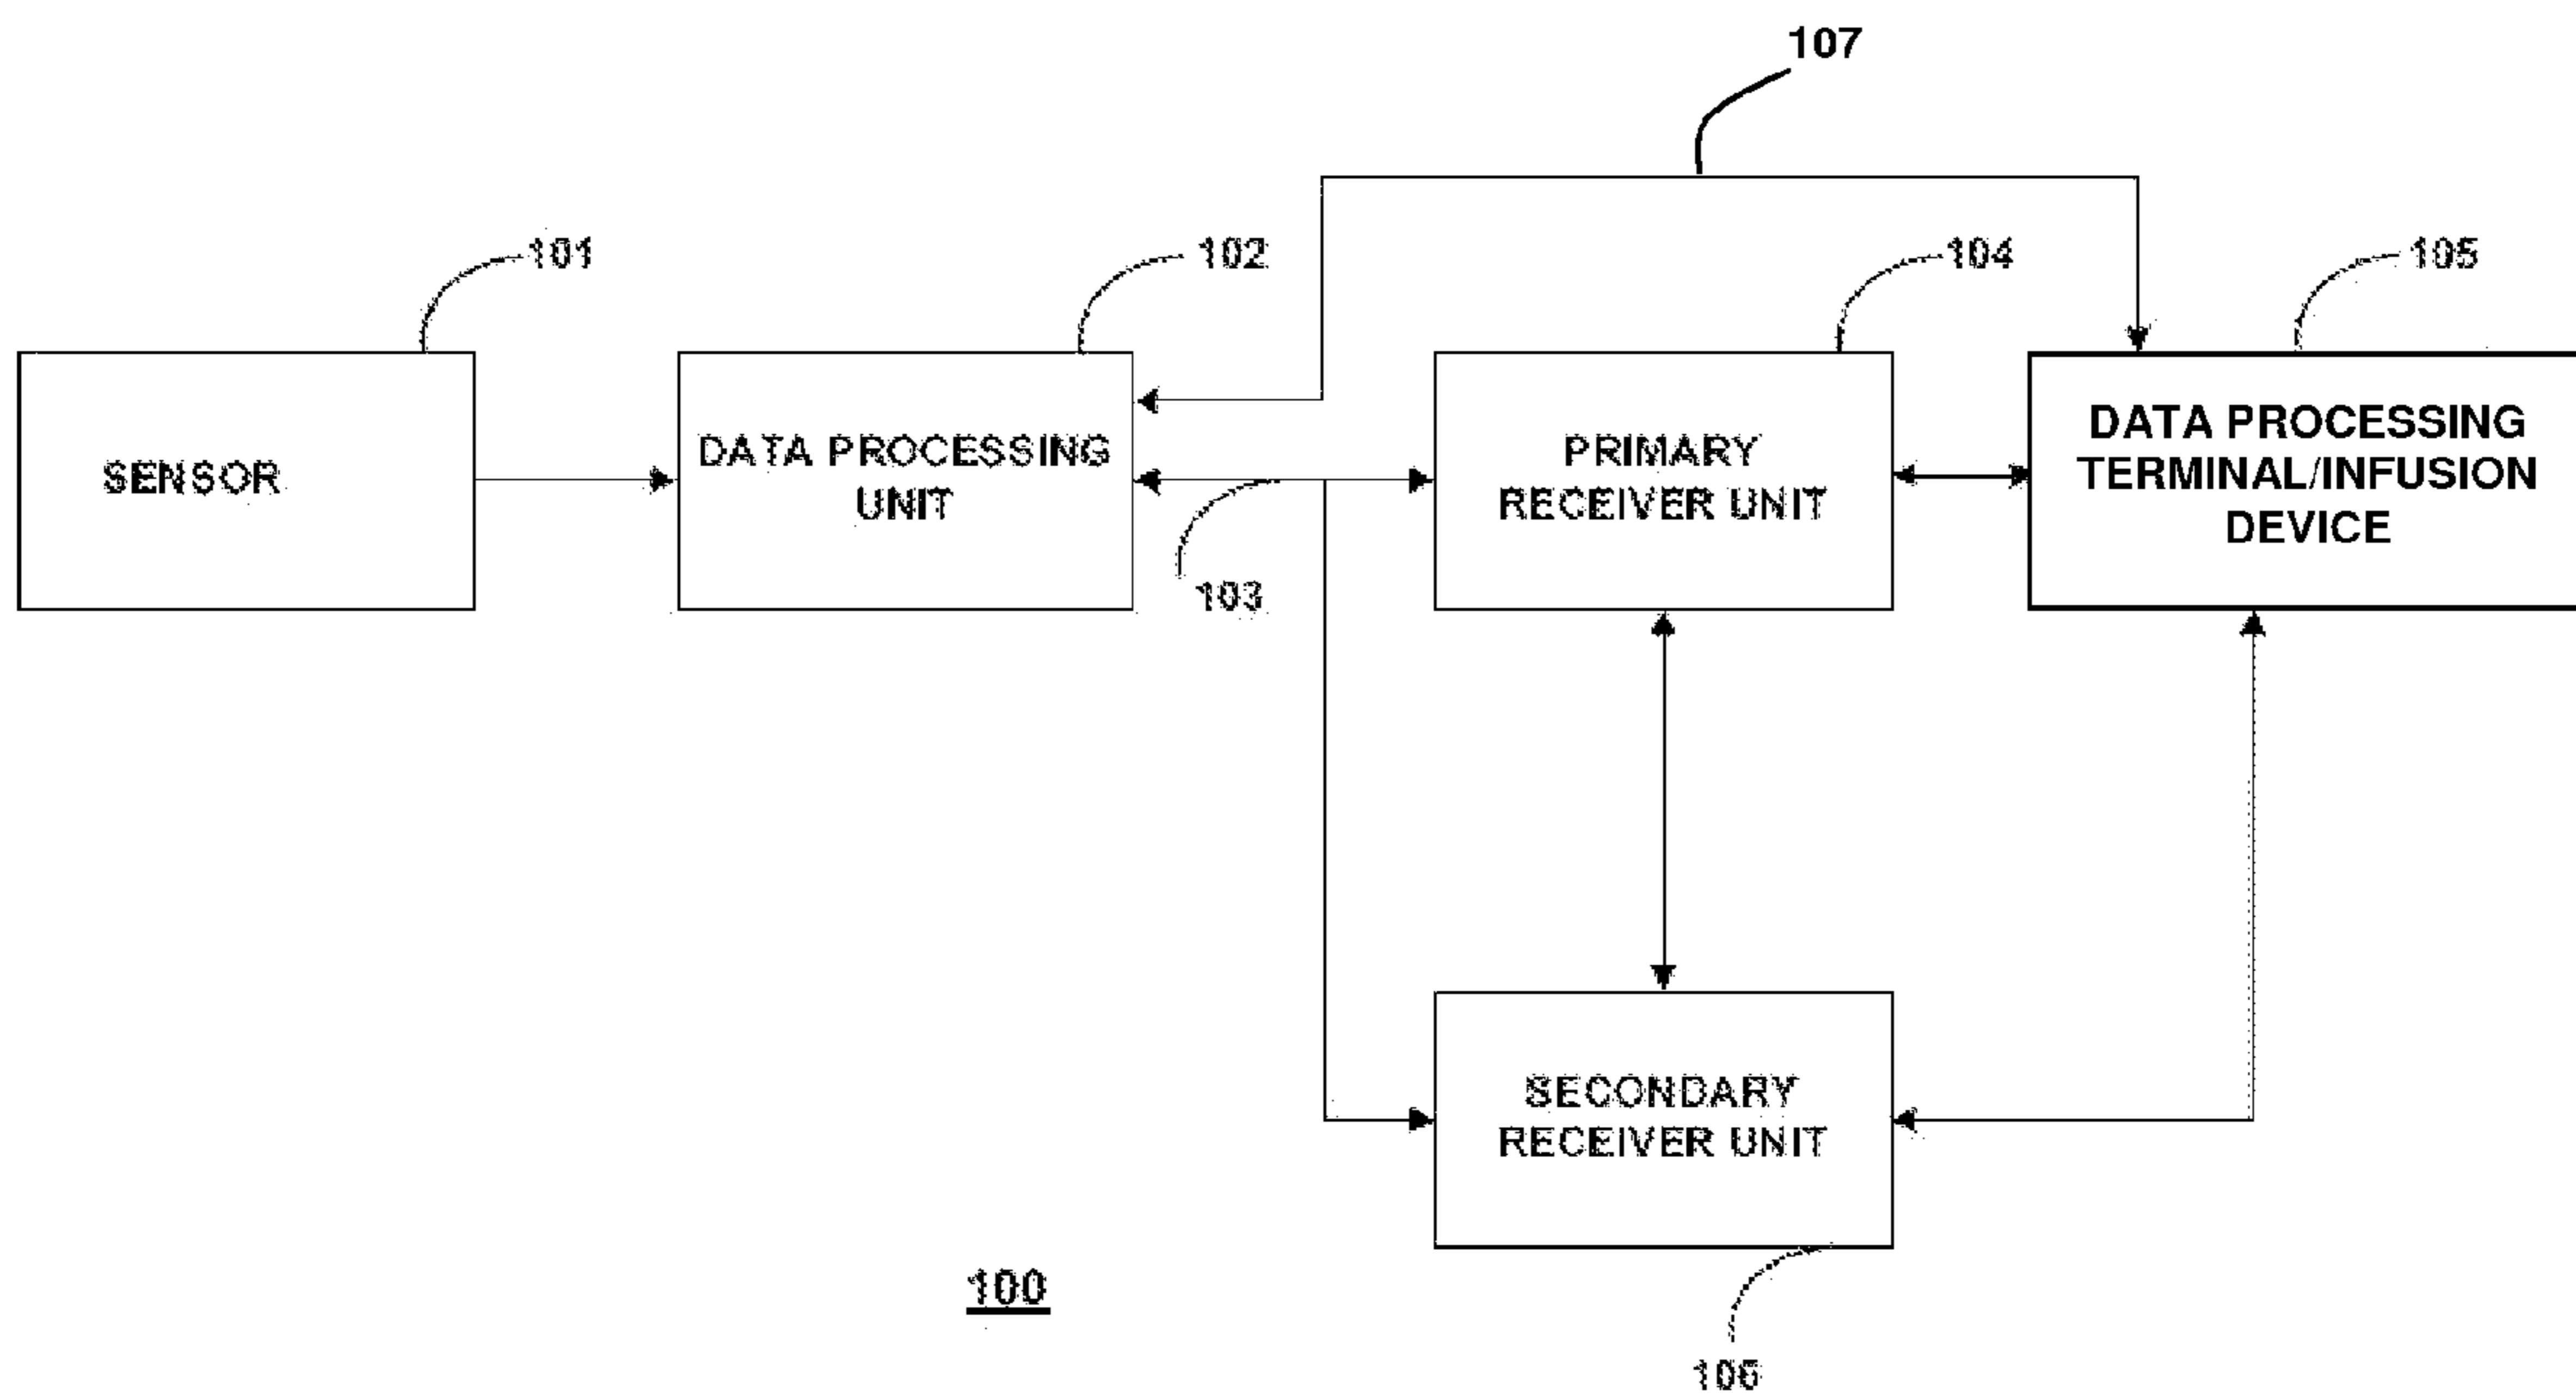 107
101
102
104
105
SENSOR
DATA PROCESSING
UNIT
PRIMARY
RECEIVER UNIT
DATA PROCESSING
TERMINAL/INFUSION
DEVICE
103
SECONDARY
RECEIVER UNIT
100
106